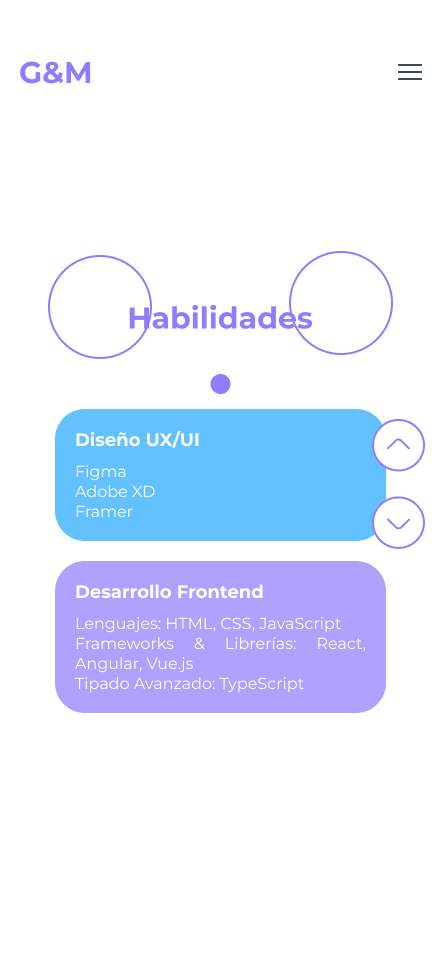 G&M
Habilidades
Diseño UX/UI
Figma
Adobe XD
Framer
Desarrollo Frontend
Lenguajes: HTML, CSS, JavaScript
Frameworks & Librerías: React,
Angular, Vue.js
Tipado Avanzado: TypeScript